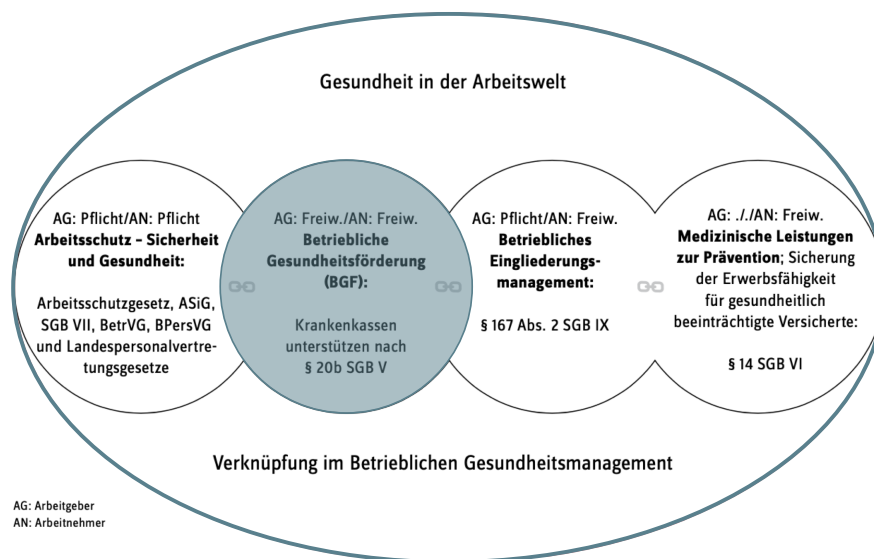 Gesundheit in der Arbeitswelt
AG: Pflicht/AN: Pflicht
Arbeitsschutz – Sicherheit
und Gesundheit:
Arbeitsschutzgesetz, ASiG,
SGB VII, BetrVG, BPersVG
und Landespersonalvertre-
tungsgesetze
AG: Freiw./AN: Freiw.
Betriebliche
Gesundheitsförderung
(BGF):
Krankenkassen
unterstützen nach
§ 20b SGB V
AG: Pflicht/AN: Freiw.
Betriebliches
Eingliederungs-
management:
§ 167 Abs. 2 SGB IX
AG: ././AN: Freiw.
Medizinische Leistungen
zur Prävention; Sicherung
der Erwerbsfähigkeit
für gesundheitlich
beeinträchtigte Versicherte:
§ 14 SGB VI
Verknüpfung im Betrieblichen Gesundheitsmanagement
AG: Arbeitgeber
AN: Arbeitnehmer